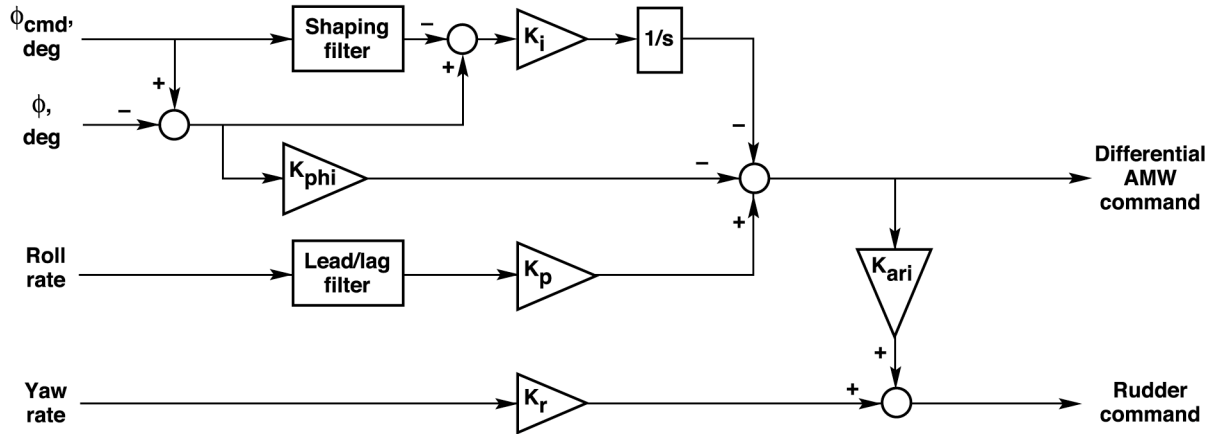 ϕcmd,
deg
Shaping
filter
−
+
Ki
1/s
+
ϕ,
deg
−
−
Kphi
−
+
Differential
AMW
command
Roll
rate
Lead/lag
filter
Kp
Kari
+
Yaw
rate
Kr
+
Rudder
command